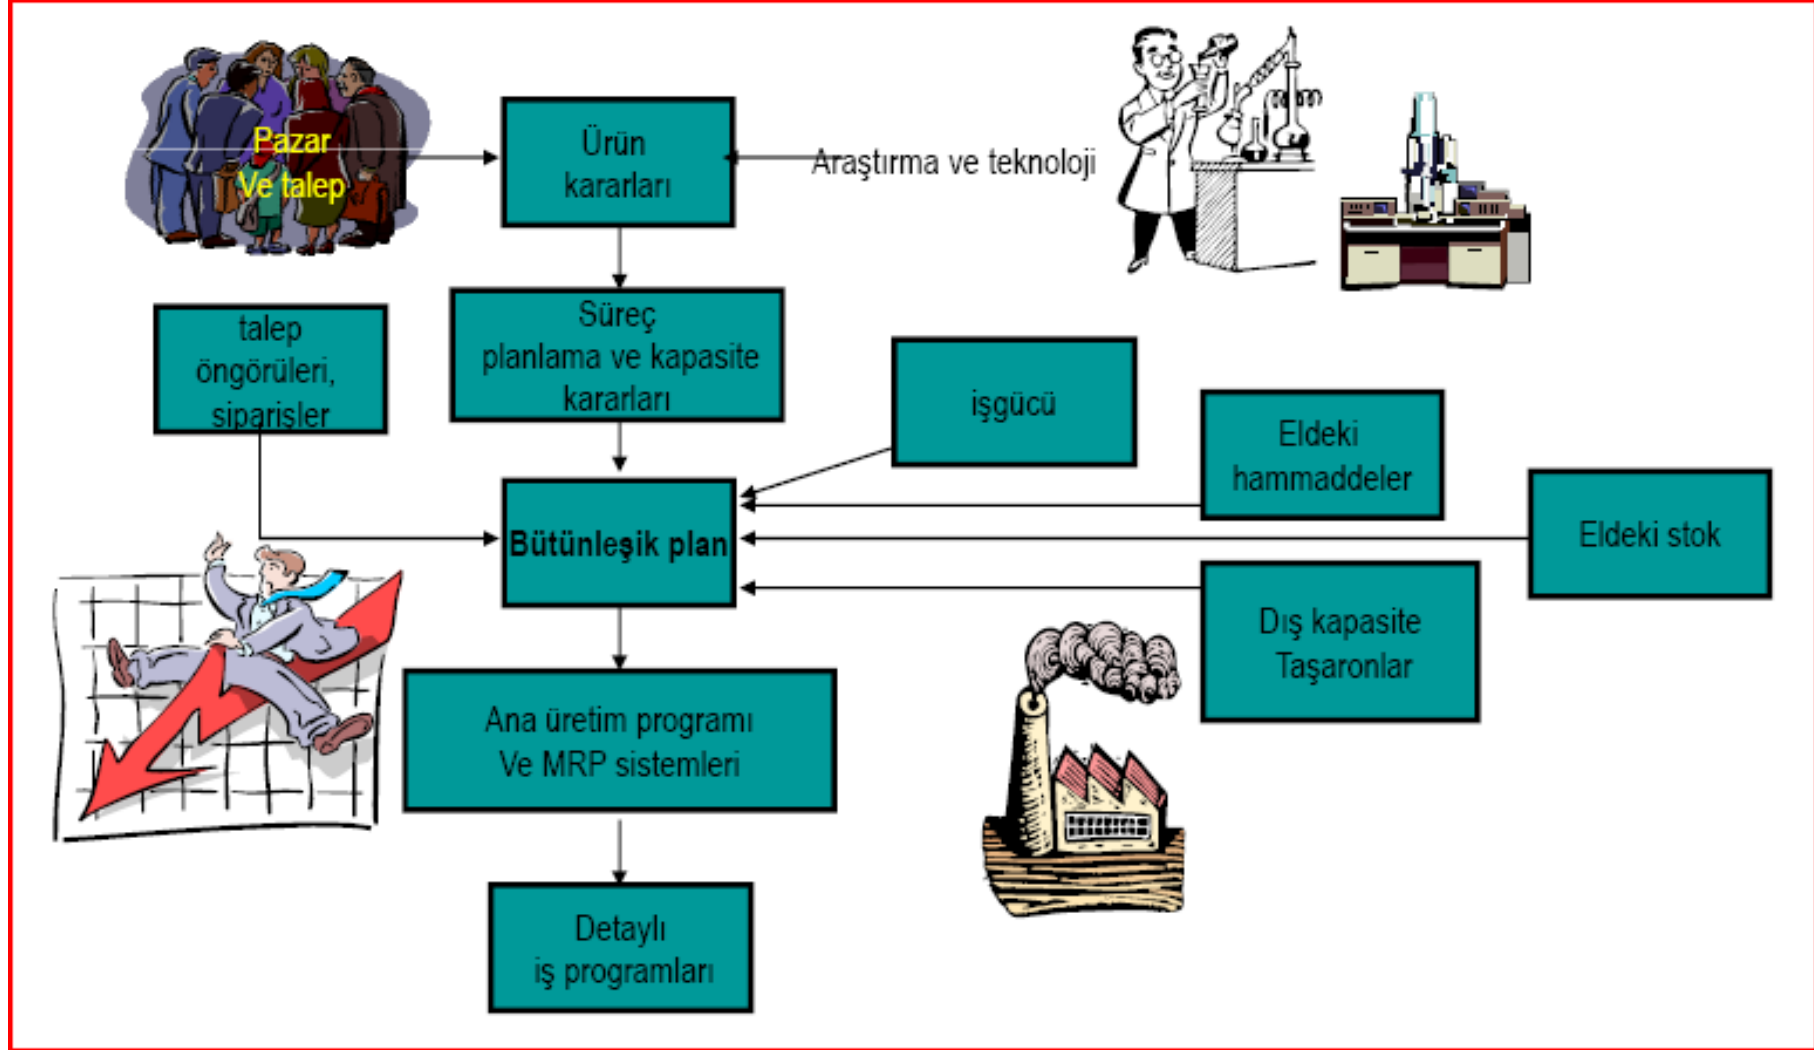 Pazar
Ve talep
Ürün
kararları
Araştırma ve teknoloji
talep
öngörüleri,
siparişler
Süreç
planlama ve kapasite
kararları
işgücü
Eldeki
hammaddeler
Eldeki stok
Bütünleşik plan
Dış kapasite
Taşaronlar
Ana üretim programı
Ve MRP sistemleri
Detaylı
iş programları